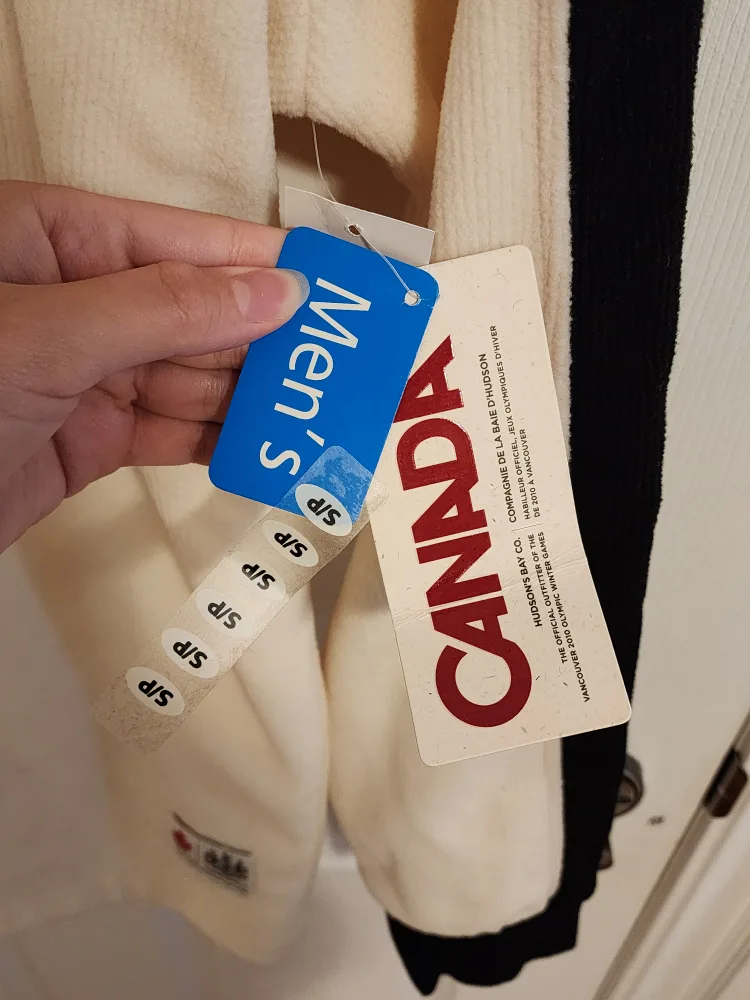 Men's
S/P
S/P
S/P
S/P
S/P
S/P
CANADA
HUDSON'S BAY CO.
THE OFFICIAL OUTFITTER OF THE
VANCOUVER 2010 OLYMPIC WINTER GAMES
COMPAGNIE DE LA BAIE D'HUDSON
HABILLEUR OFFICIEL, JEUX OLYMPIQUES D'HIVER
DE 2010 À VANCOUVER